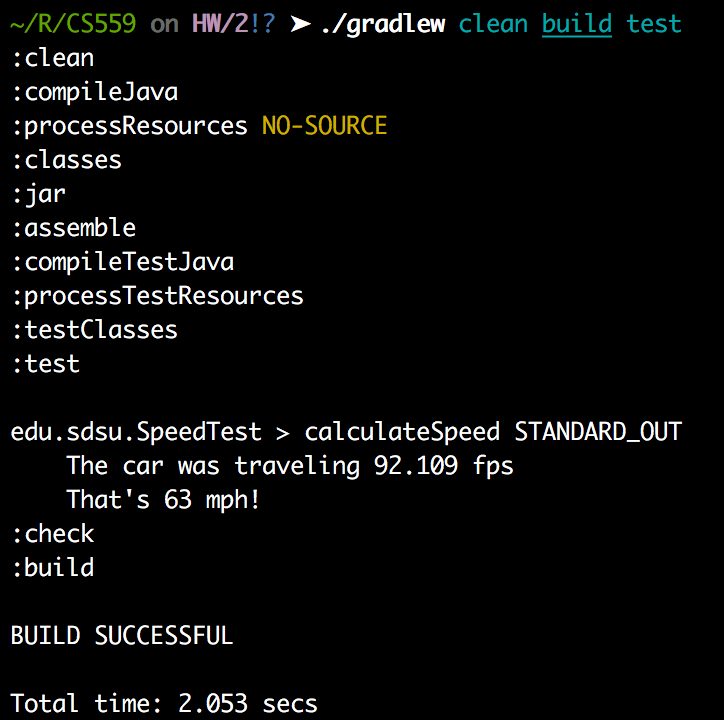 ~/R/CS559 on HW/2!? ➤ ./gradlew clean build test
:clean
:compileJava
:processResources NO-SOURCE
:classes
:jar
:assemble
:compileTestJava
:processTestResources
:testClasses
:test
edu.sdsu.SpeedTest > calculateSpeed STANDARD_OUT
The car was traveling 92.109 fps
That's 63 mph!
:check
:build
BUILD SUCCESSFUL
Total time: 2.053 secs